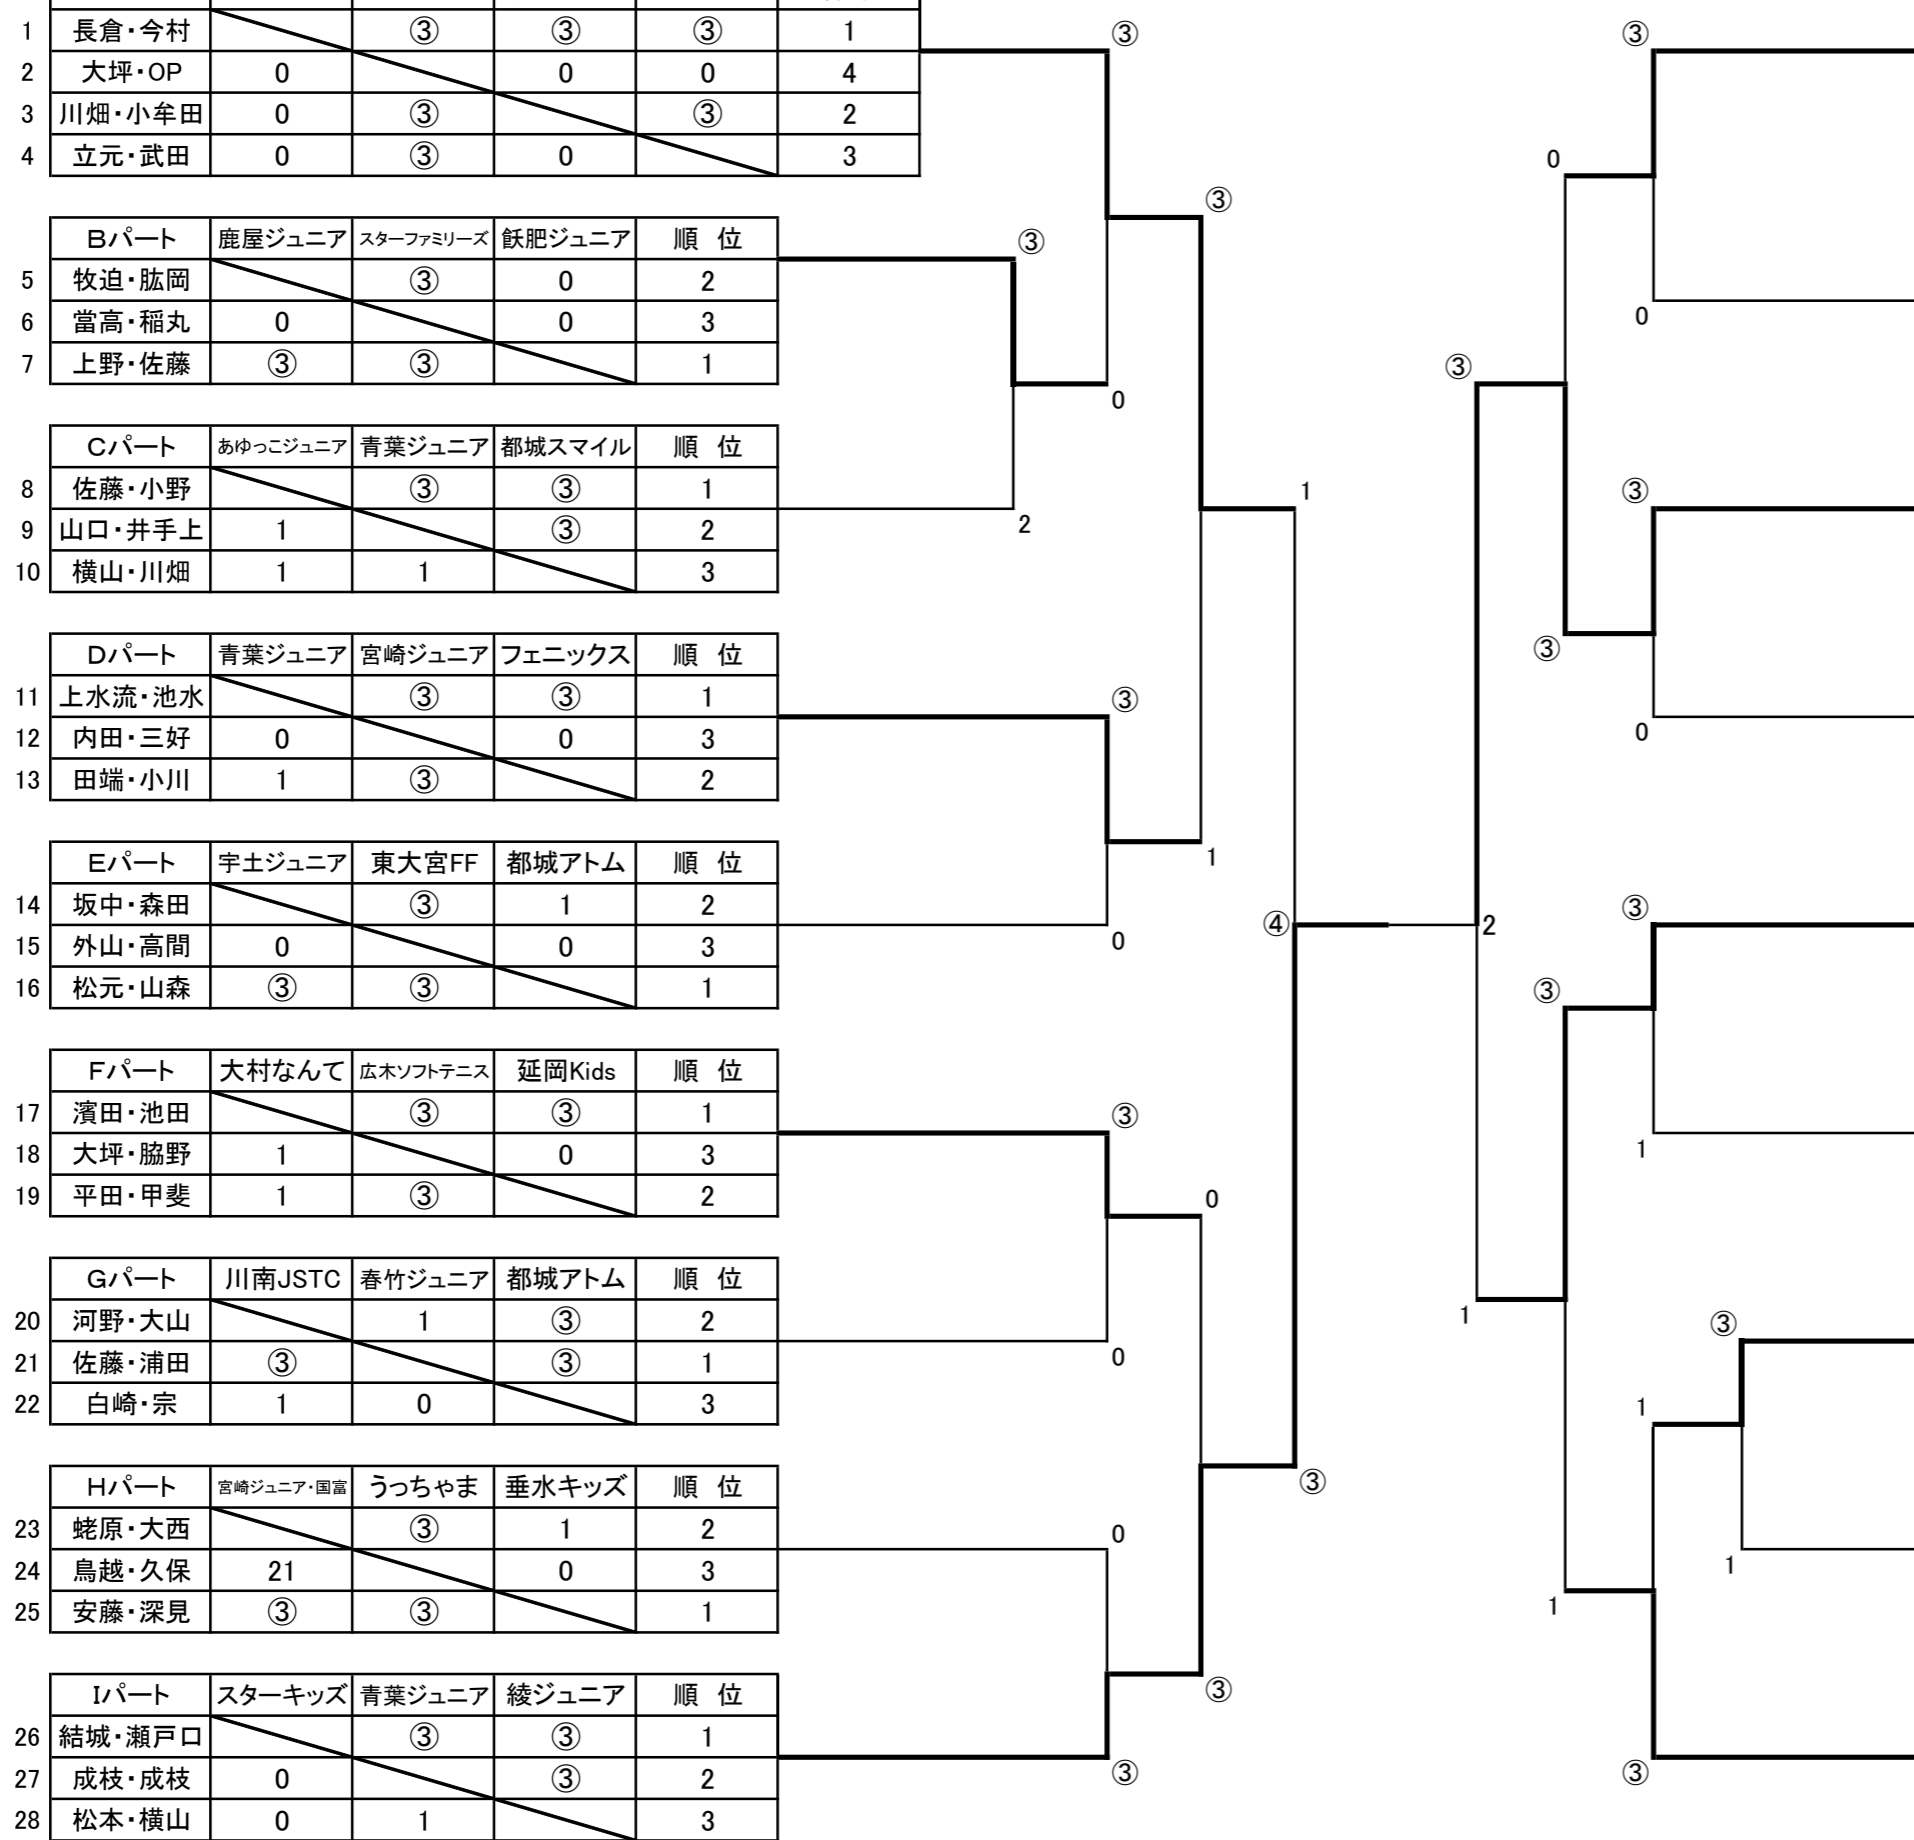 1 長倉・今村 ③ ③ ③ 1
2 大坪・OP 0 0 0 4
3 川畑・小牟田 0 ③ ③ 2
4 立元・武田 0 ③ 0 3
Bパート 鹿屋ジュニア スターファミリーズ 飫肥ジュニア 順 位
5 牧迫・肱岡 ③ 0 2
6 當高・稲丸 0 0 3
7 上野・佐藤 ③ ③ 1
Cパート あゆっこジュニア 青葉ジュニア 都城スマイル 順 位
8 佐藤・小野 ③ ③ 1
9 山口・井手上 1 ③ 2
10 横山・川畑 1 1 3
Dパート 青葉ジュニア 宮崎ジュニア フェニックス 順 位
11 上水流・池水 ③ ③ 1
12 内田・三好 0 0 3
13 田端・小川 1 ③ 2
Eパート 宇土ジュニア 東大宮FF 都城アトム 順 位
14 坂中・森田 ③ 1 2
15 外山・高間 0 0 3
16 松元・山森 ③ ③ 1
Fパート 大村なんて 広木ソフトテニス 延岡Kids 順 位
17 濱田・池田 ③ ③ 1
18 大坪・脇野 1 0 3
19 平田・甲斐 1 ③ 2
Gパート 川南JSTC 春竹ジュニア 都城アトム 順 位
20 河野・大山 1 ③ 2
21 佐藤・浦田 ③ ③ 1
22 白崎・宗 1 0 3
Hパート 宮崎ジュニア・国富 うっちゃま 垂水キッズ 順 位
23 蛯原・大西 ③ 1 2
24 鳥越・久保 21 0 3
25 安藤・深見 ③ ③ 1
Iパート スターキッズ 青葉ジュニア 綾ジュニア 順 位
26 結城・瀬戸口 ③ ③ 1
27 成枝・成枝 0 ③ 2
28 松本・横山 0 1 3
③
③
③
0
2
③
1
0
1
③
0
0
0
③
③
③
④
2
③
0
③
0
③
③
0
③
1
③
1
③
1
1
1
③